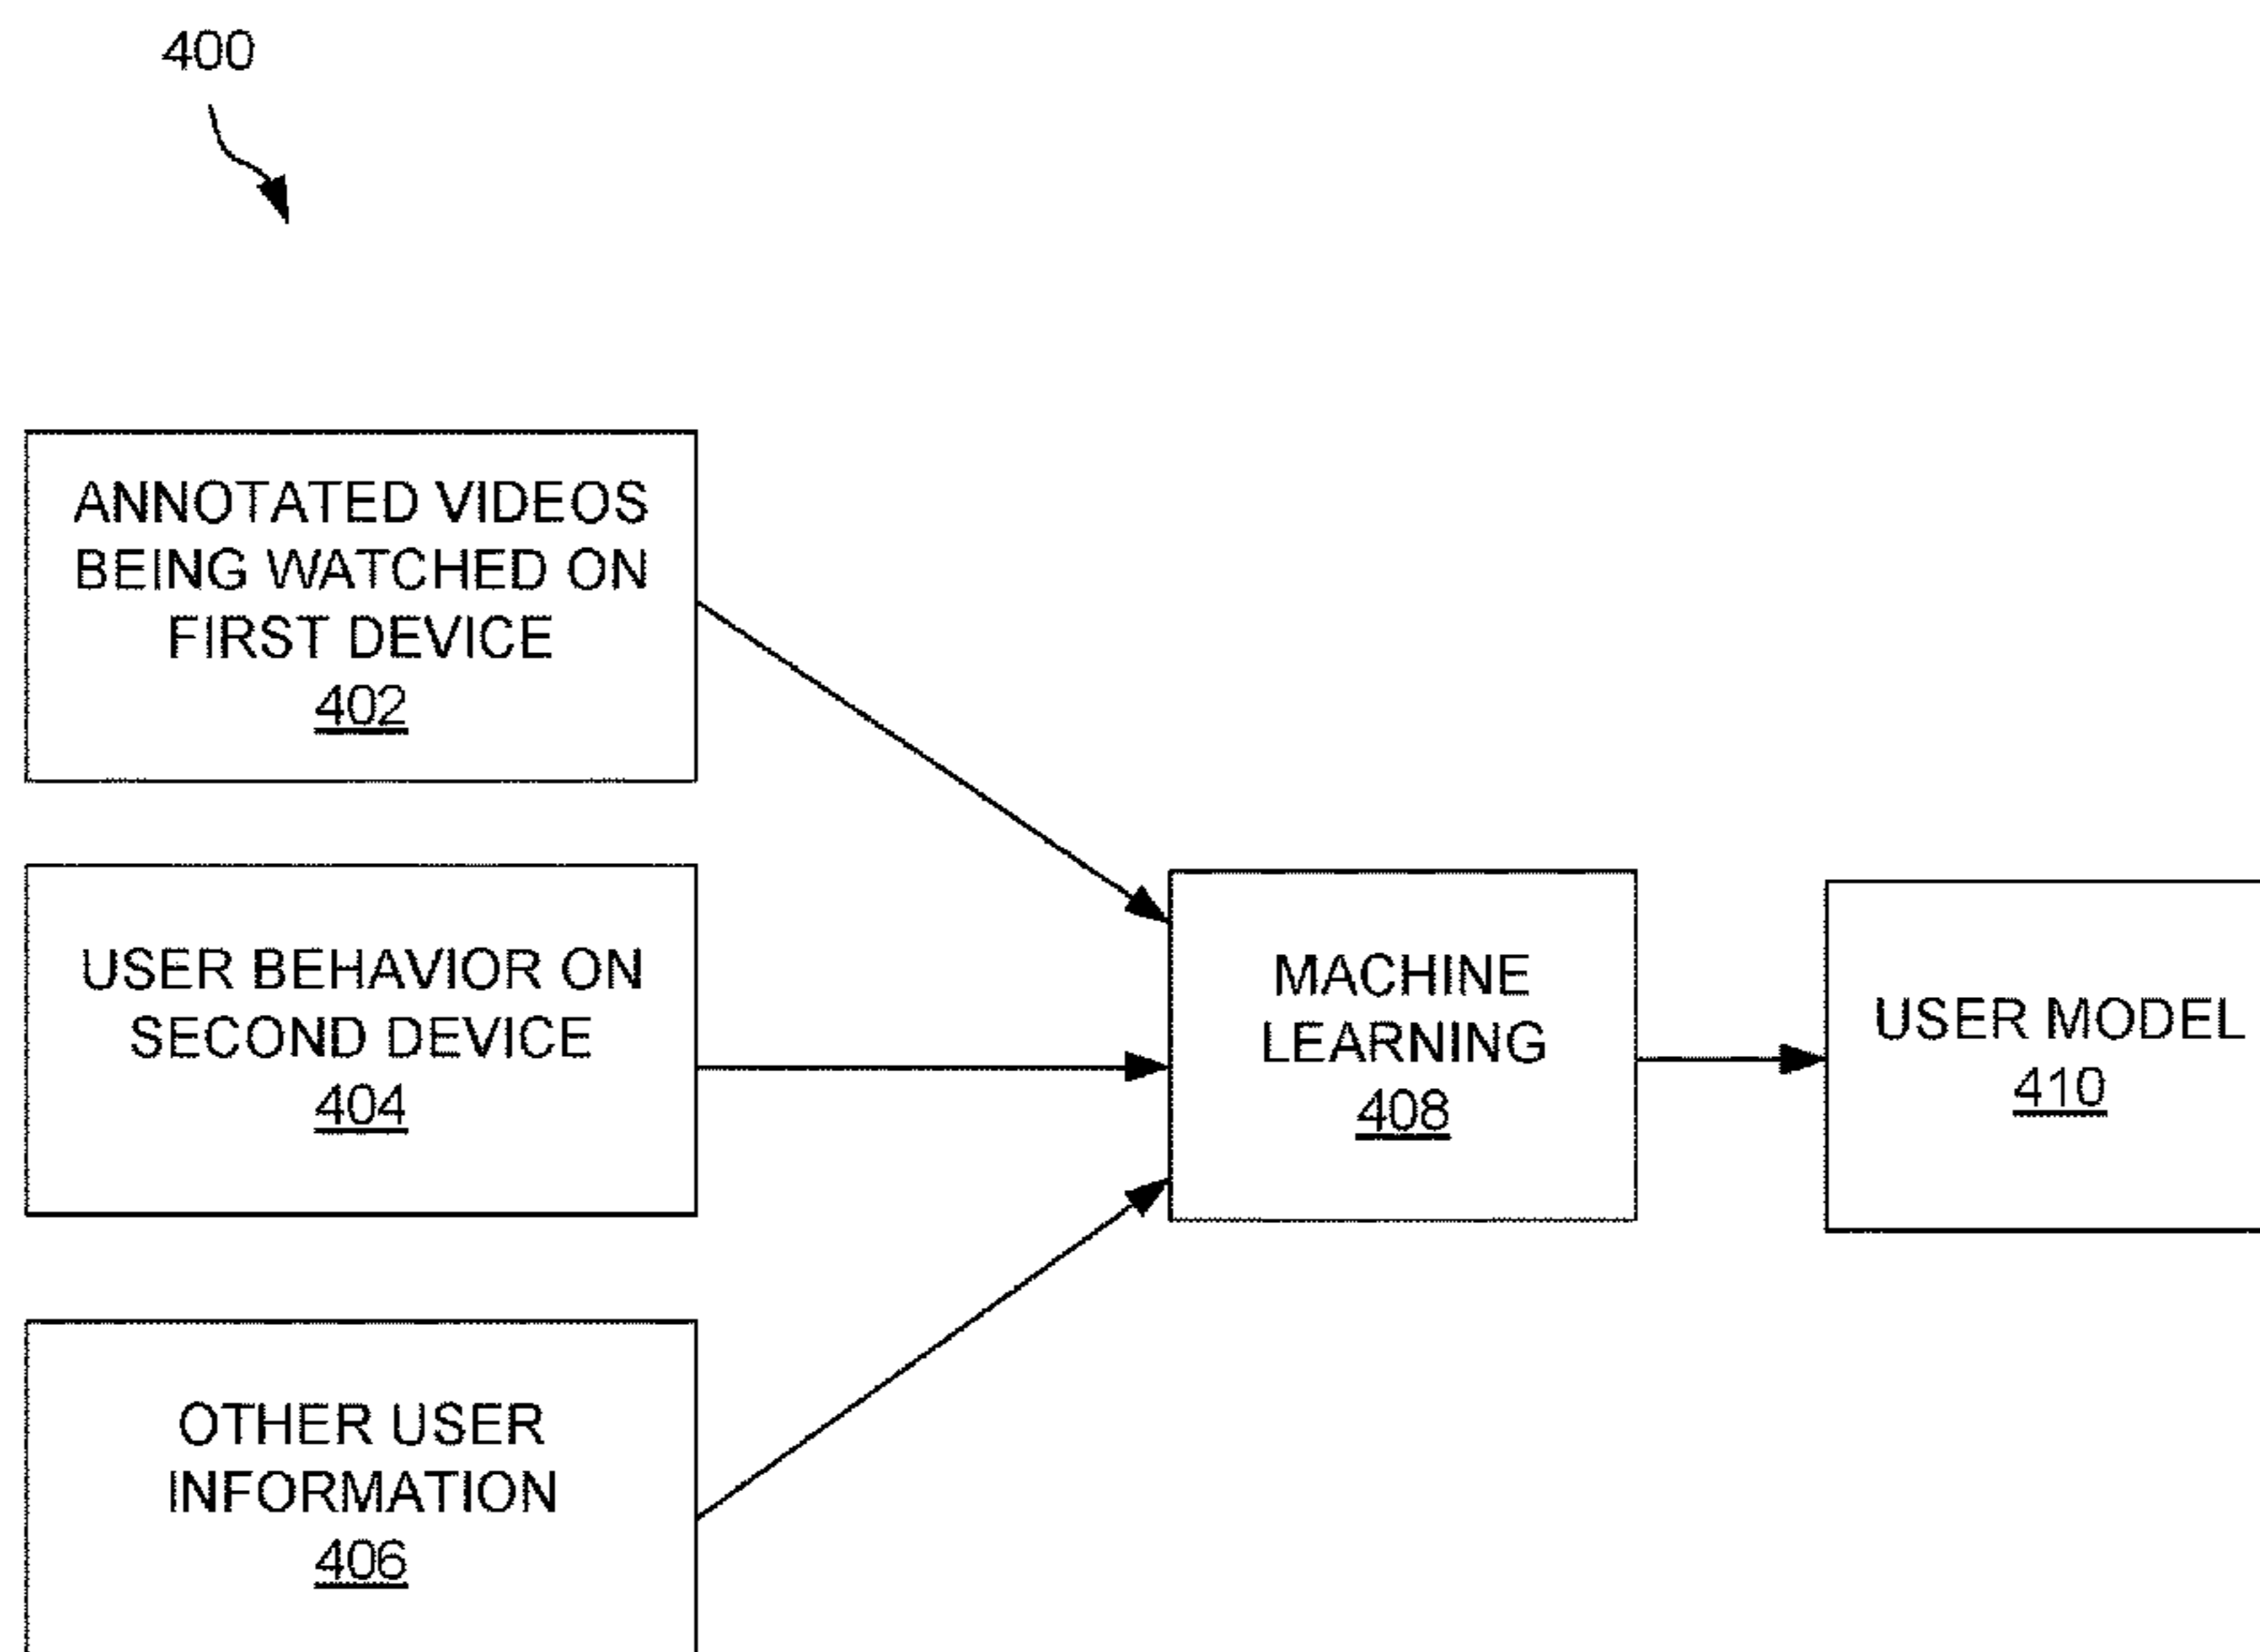 400
ANNOTATED VIDEOS
BEING WATCHED ON
FIRST DEVICE
402
USER BEHAVIOR ON
SECOND DEVICE
404
OTHER USER
INFORMATION
406
MACHINE
LEARNING
408
USER MODEL
410